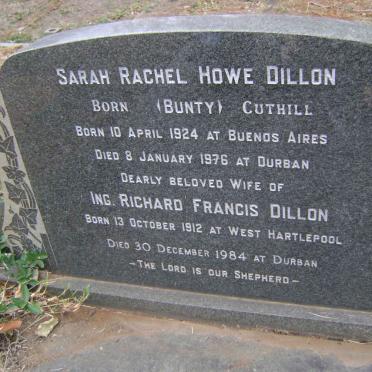 Sarah Rachel Howe Dillon
Born (Bunty) Cuthill
Born 10 April 1924 at Buenos Aires
Died 8 January 1976 at Durban
Dearly beloved Wife of
Ing. Richard Francis Dillon
Born 13 October 1912 at West Hartlepool
Died 30 December 1984 at Durban
- The Lord is our Shepherd -